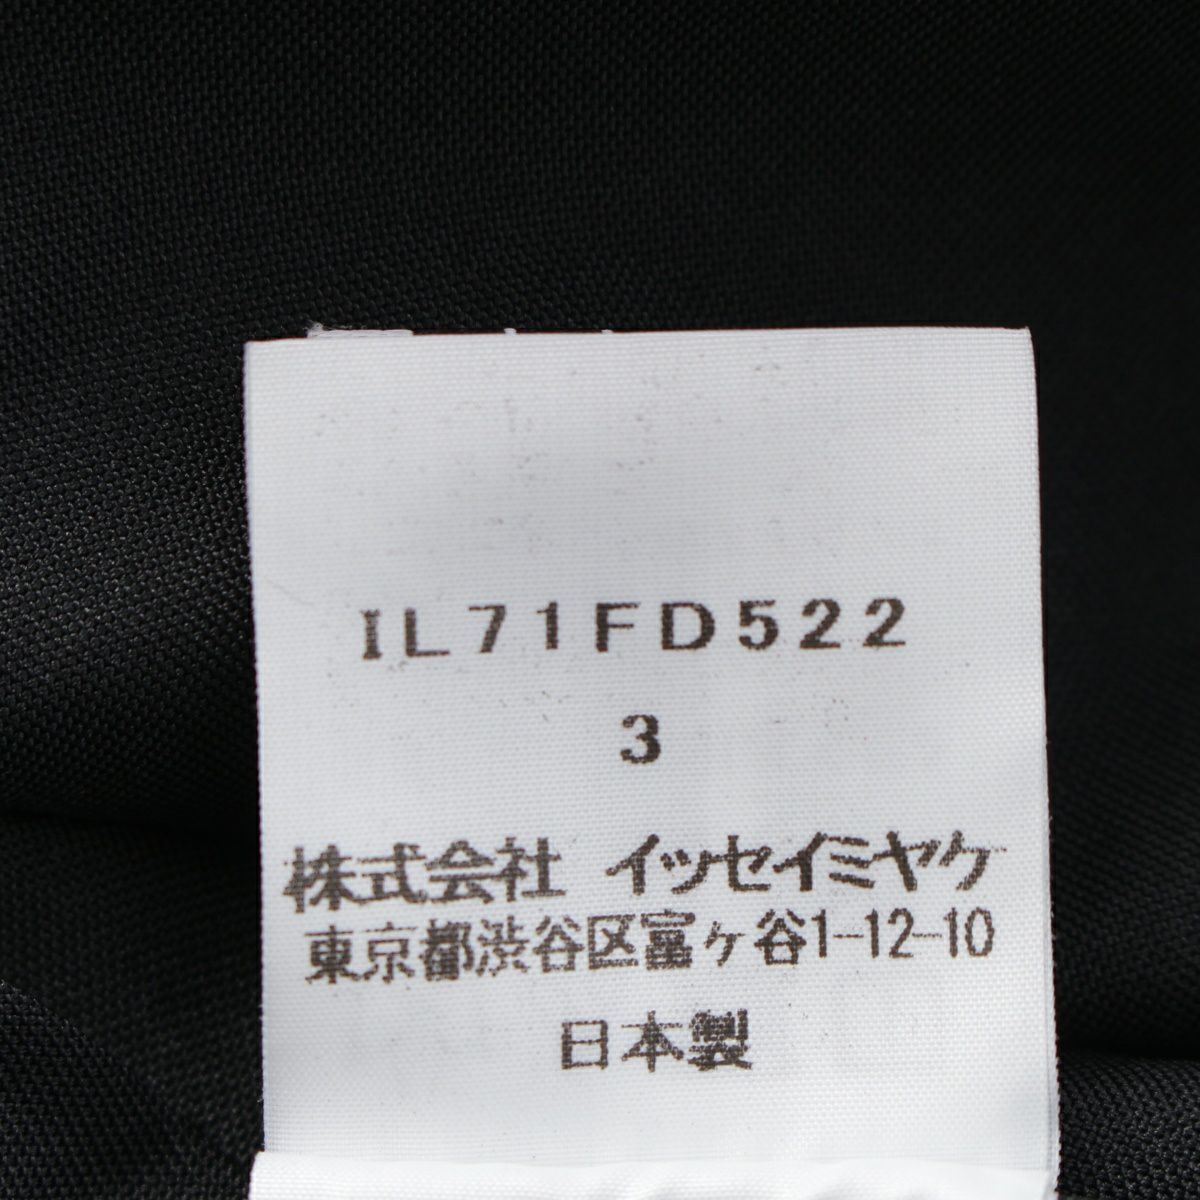 IL71FD522
3
株式会社 イッセイミヤケ
東京都渋谷区富ヶ谷1-12-10
日本製